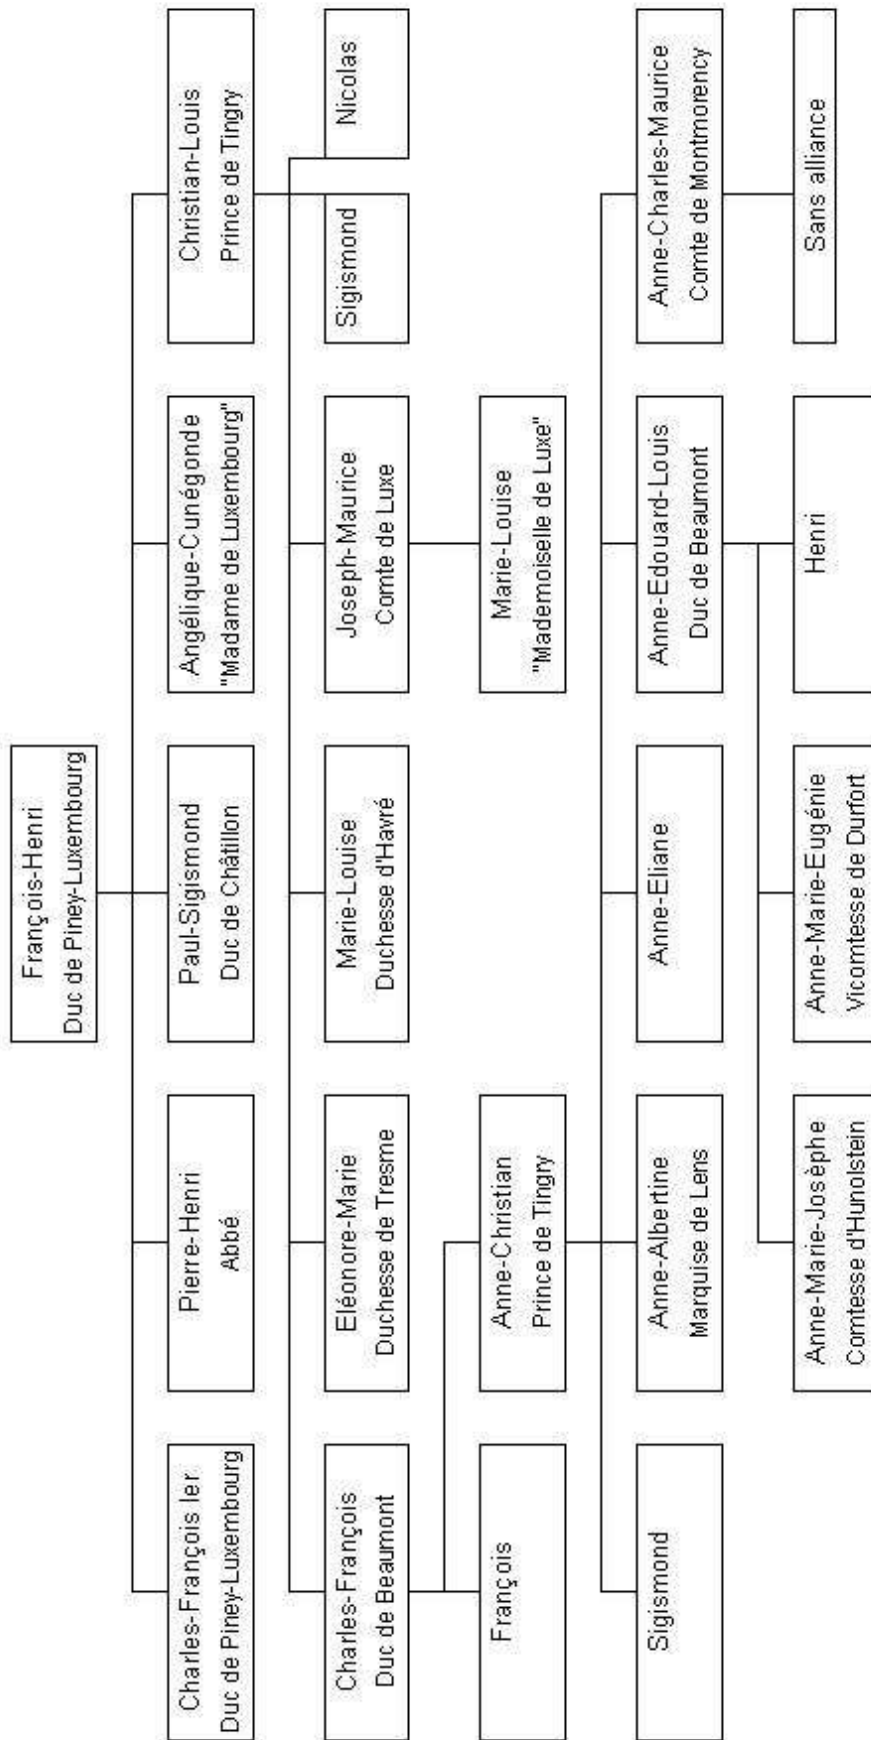 François-Henri
Duc de Piney-Luxembourg
Charles-François Ier
Duc de Piney-Luxembourg
Pierre-Henri
Abbé
Paul-Sigismond
Duc de Châtillon
Angélique-Cunégonde
"Madame de Luxembourg"
Christian-Louis
Prince de Tingry
Charles-François
Duc de Beaumont
Eléonore-Marie
Duchesse de Tresme
Marie-Louise
Duchesse d'Havré
Joseph-Maurice
Comte de Luxe
Sigismond
Nicolas
François
Anne-Christian
Prince de Tingry
Marie-Louise
"Mademoiselle de Luxe"
Sigismond
Anne-Albertine
Marquise de Lens
Anne-Eliane
Anne-Edouard-Louis
Duc de Beaumont
Anne-Charles-Maurice
Comte de Montmorency
Anne-Marie-Josèphe
Comtesse d'Hunolstein
Anne-Marie-Eugénie
Vicomtesse de Durfort
Henri
Sans alliance